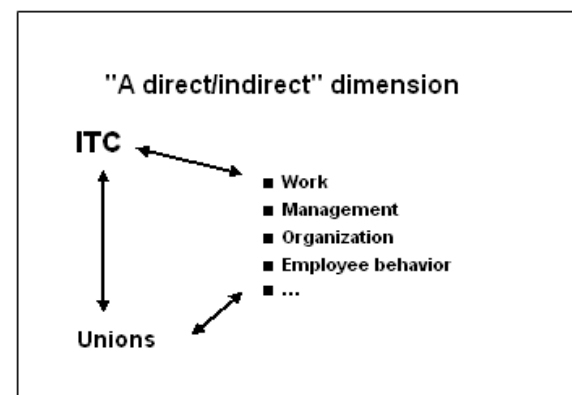 "A direct/indirect" dimension
ITC
■ Work
■ Management
■ Organization
■ Employee behavior
■ ...
Unions